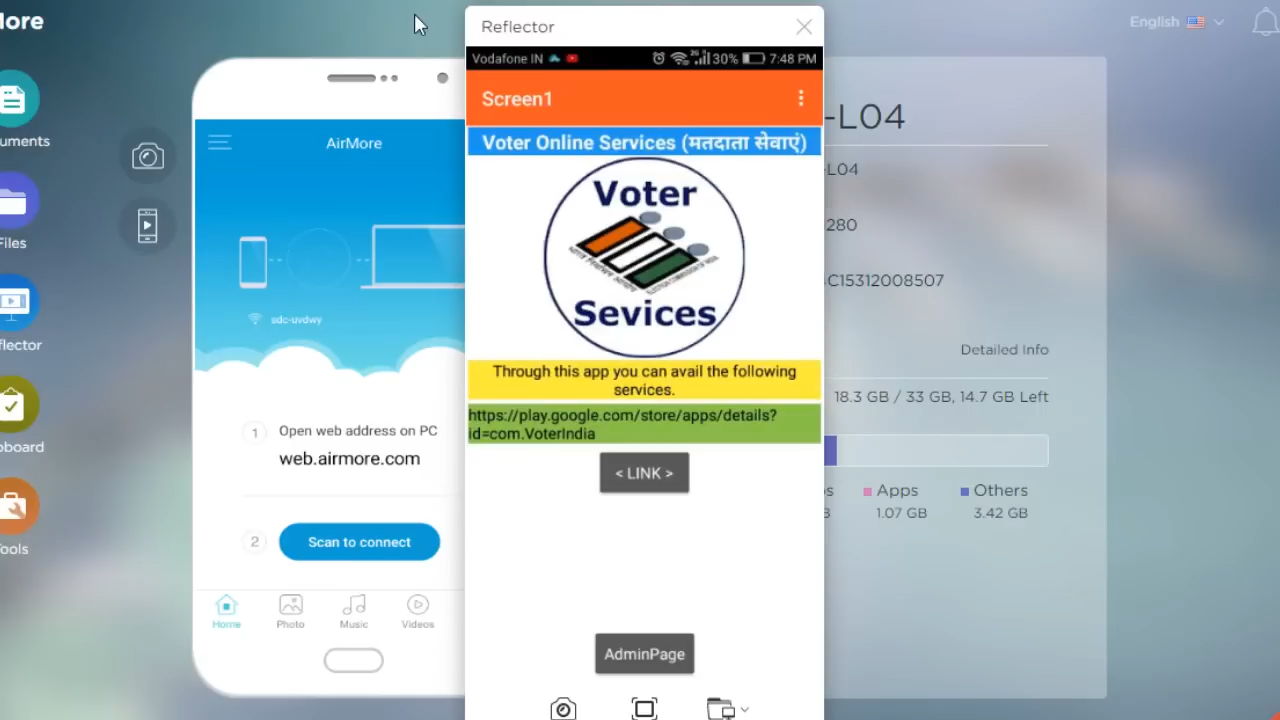 More
English
uments
Files
flector
pboard
Tools
AirMore
sdc-uvdwy
1 Open web address on PC
web.airmore.com
2 Scan to connect
Home Photo Music Videos
Reflector
Vodafone IN 30% 7:48 PM
Screen1
Voter Online Services (मतदाता सेवाएं)
Voter
Sevices
Through this app you can avail the following
services.
https://play.google.com/store/apps/details?
id=com.VoterIndia
< LINK >
AdminPage
-L04
L04
280
C15312008507
Detailed Info
18.3 GB / 33 GB, 14.7 GB Left
Apps Others
1.07 GB 3.42 GB